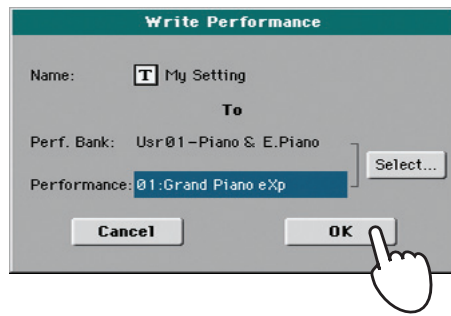 Write Performance
Name: T My Setting
To
Perf. Bank: Usr01-Piano & E.Piano
Select...
Performance: 01:Grand Piano eXp
Cancel OK